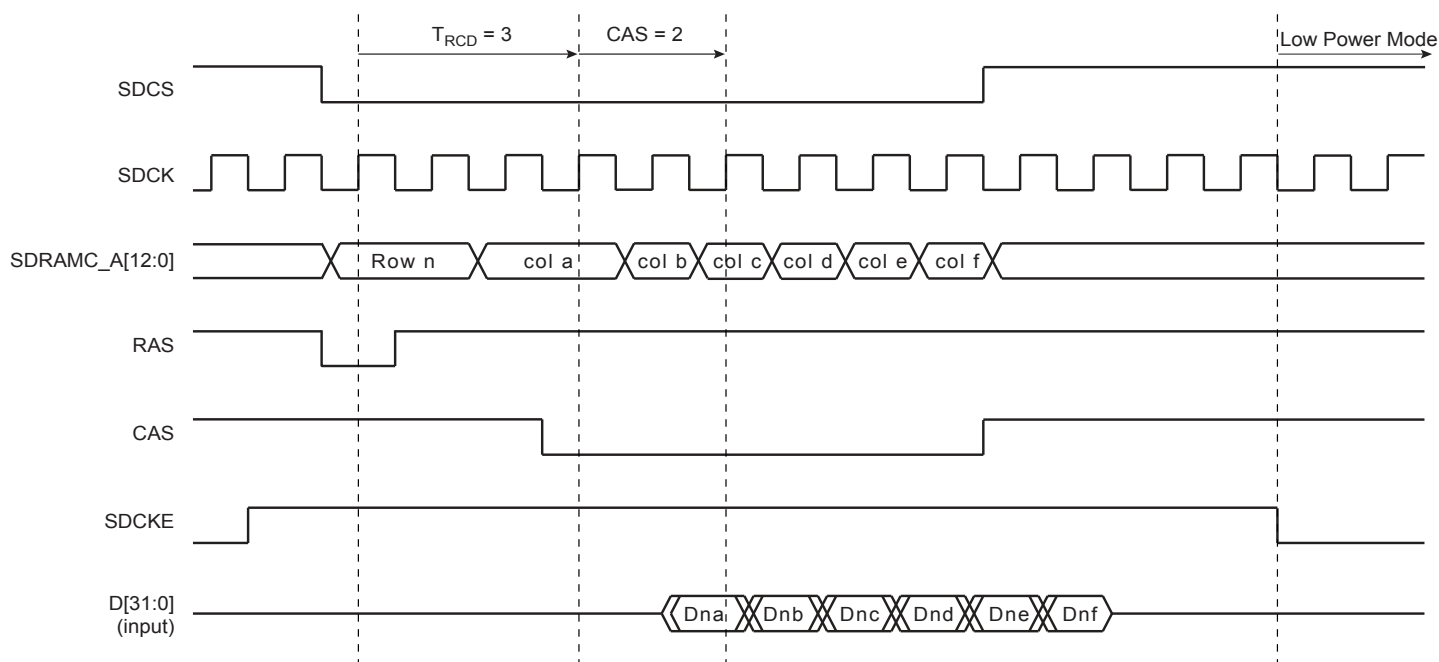 T_RCD = 3 CAS = 2
Low Power Mode
SDCS
SDCK
SDRAMC_A[12:0] Row n col a col b col c col d col e col f
RAS
CAS
SDCKE
D[31:0]
(input) Dna Dnb Dnc Dnd Dne Dnf